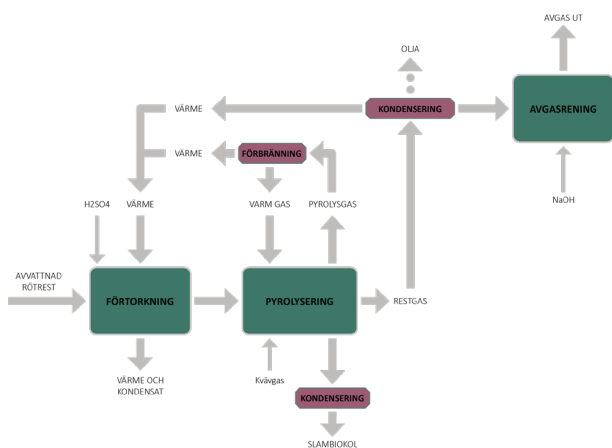 AVGAS UT
OLJA
VÄRME
KONDENSERING
AVGASRENING
VÄRME
FÖRBRÄNNING
H2SO4
VÄRME
VARM GAS
PYROLYSGAS
NaOH
AVVATTNAD
RÖTREST
FÖRTORKNING
PYROLYSERING
RESTGAS
VÄRME OCH
KONDENSAT
Kvävgas
KONDENSERING
SLAMBIOKOL